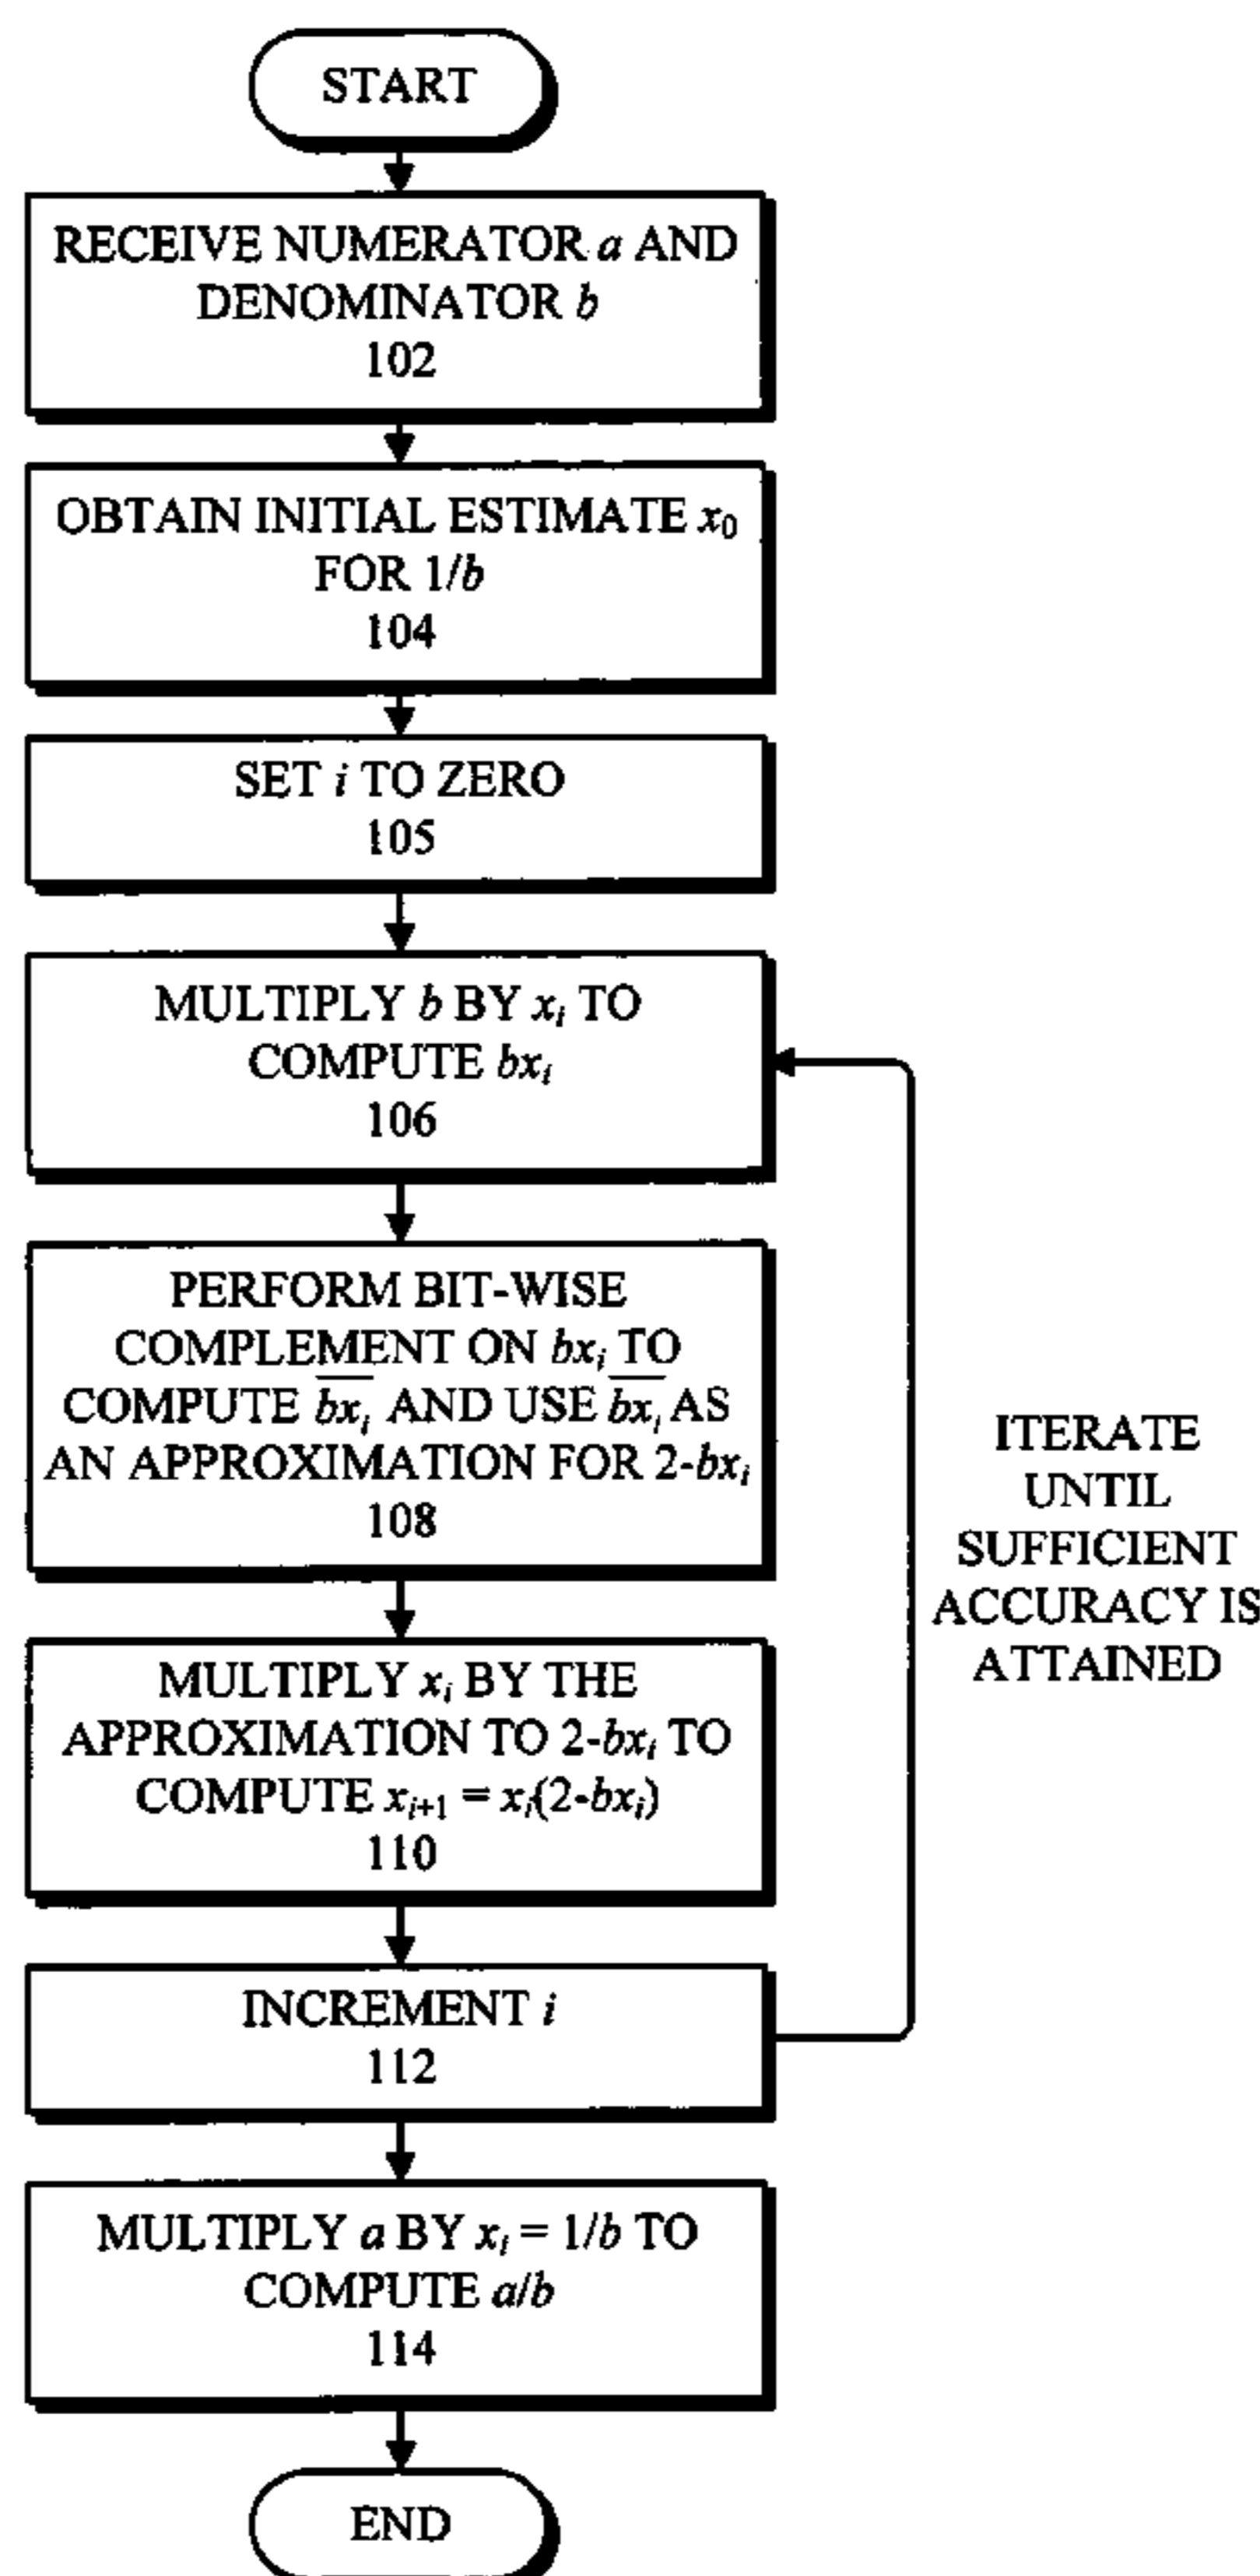 START
RECEIVE NUMERATOR a AND
DENOMINATOR b
102
OBTAIN INITIAL ESTIMATE x₀
FOR 1/b
104
SET i TO ZERO
105
MULTIPLY b BY xᵢ TO
COMPUTE bxᵢ
106
PERFORM BIT-WISE
COMPLEMENT ON bxᵢ TO
COMPUTE b̅x̅ᵢ̅ AND USE b̅x̅ᵢ̅ AS
AN APPROXIMATION FOR 2-bxᵢ
108
MULTIPLY xᵢ BY THE
APPROXIMATION TO 2-bxᵢ TO
COMPUTE xᵢ₊₁ = xᵢ(2-bxᵢ)
110
INCREMENT i
112
ITERATE
UNTIL
SUFFICIENT
ACCURACY IS
ATTAINED
MULTIPLY a BY xᵢ = 1/b TO
COMPUTE a/b
114
END